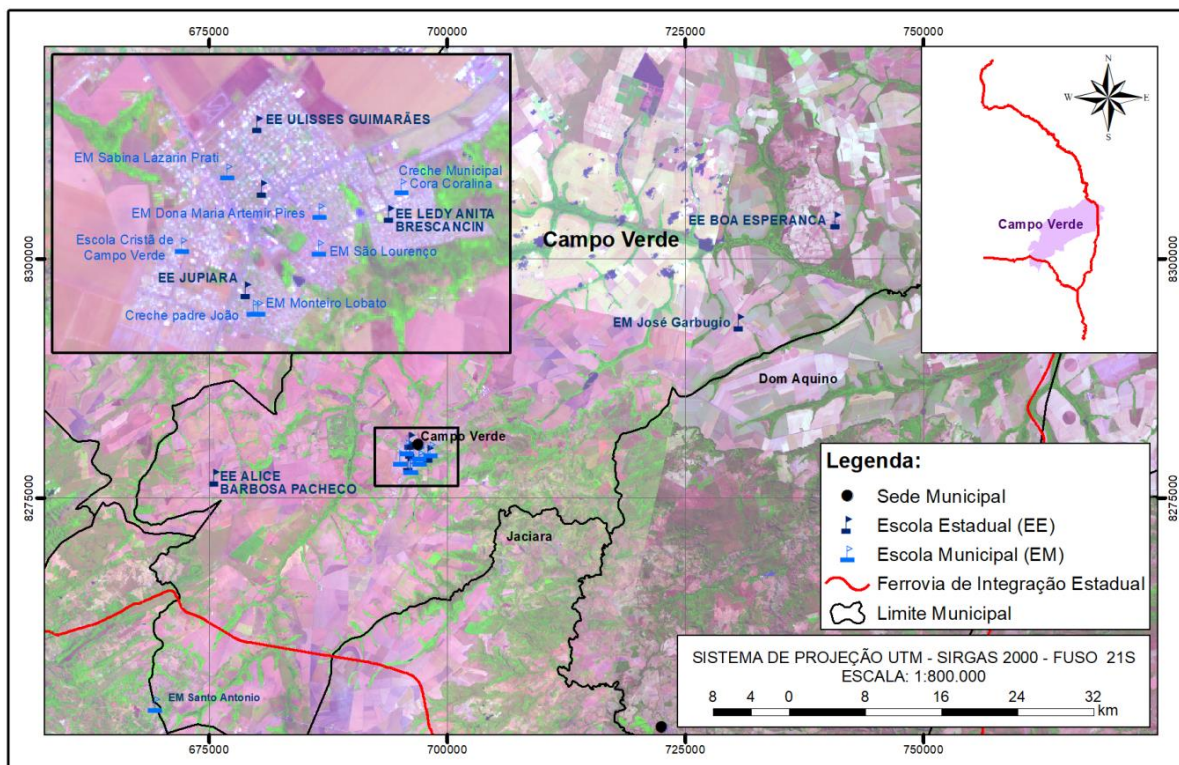 675000
700000
725000
750000
EE ULISSES GUIMARÃES
EM Sabina Lazarin Prati
Creche Municipal
Cora Coralina
EM Dona Maria Artemir Pires
EE LEDY ANITA
BRESCANCIN
Escola Cristã de
Campo Verde
EM São Lourenço
EE JUPIARA
EM Monteiro Lobato
Creche padre João
Campo Verde
EE BOA ESPERANCA
EM José Garbugio
Dom Aquino
N
W
E
S
Campo Verde
8300000
8300000
Campo Verde
EE ALICE
BARBOSA PACHECO
Jaciara
EM Santo Antonio
8275000
8275000
Legenda:
Sede Municipal
Escola Estadual (EE)
Escola Municipal (EM)
Ferrovia de Integração Estadual
Limite Municipal
SISTEMA DE PROJEÇÃO UTM - SIRGAS 2000 - FUSO 21S
ESCALA: 1:800.000
8 4 0 8 16 24 32
km
675000
700000
725000
750000